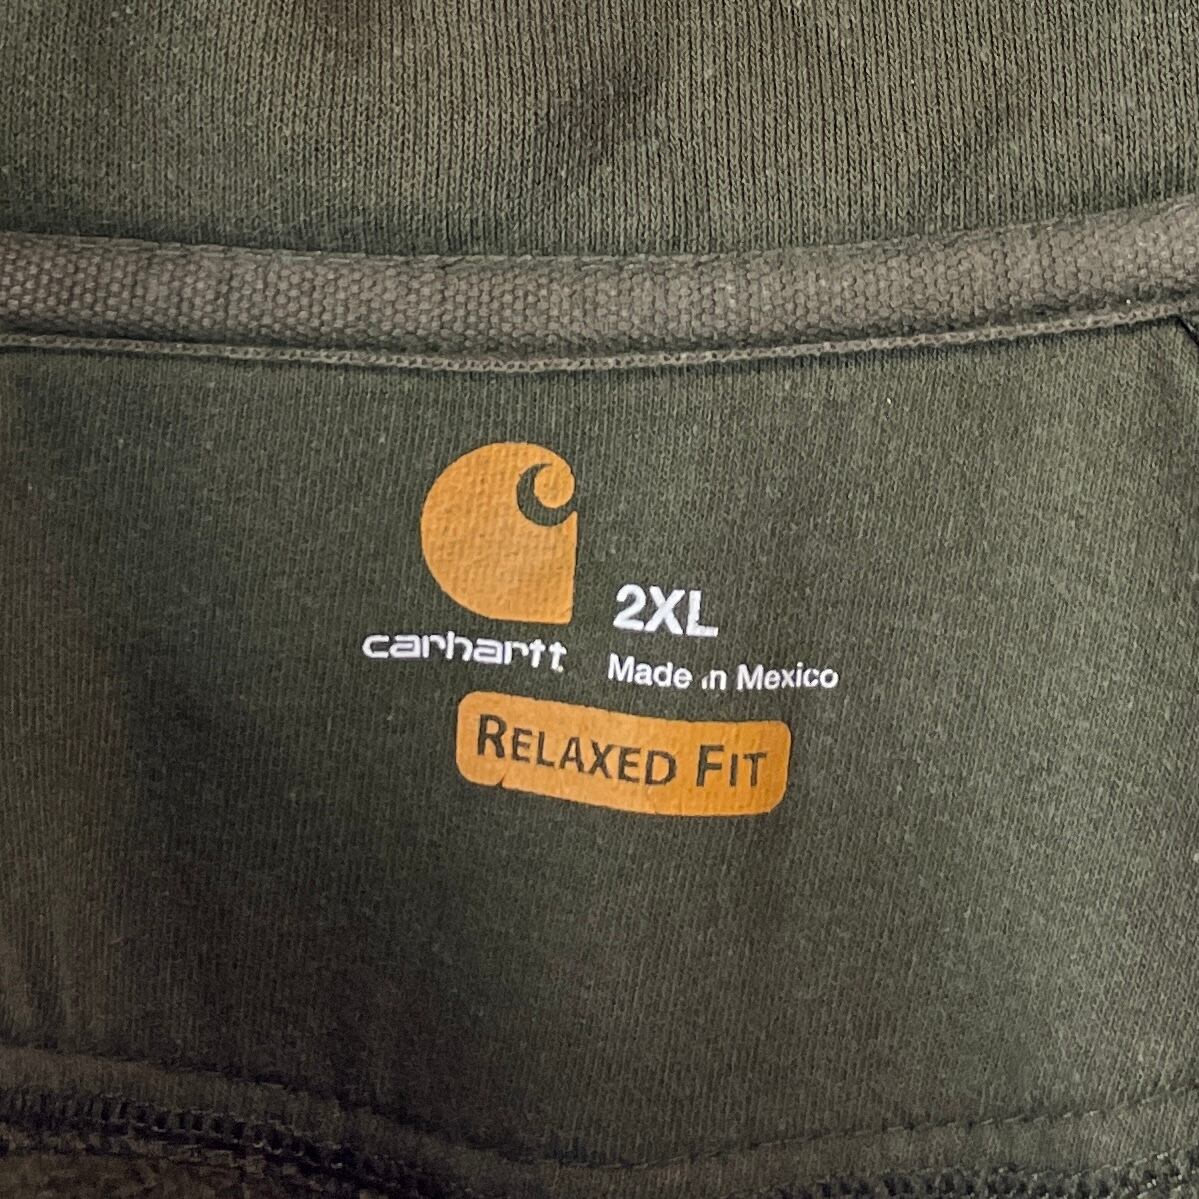 2XL
carhartt
Made in Mexico
RELAXED FIT